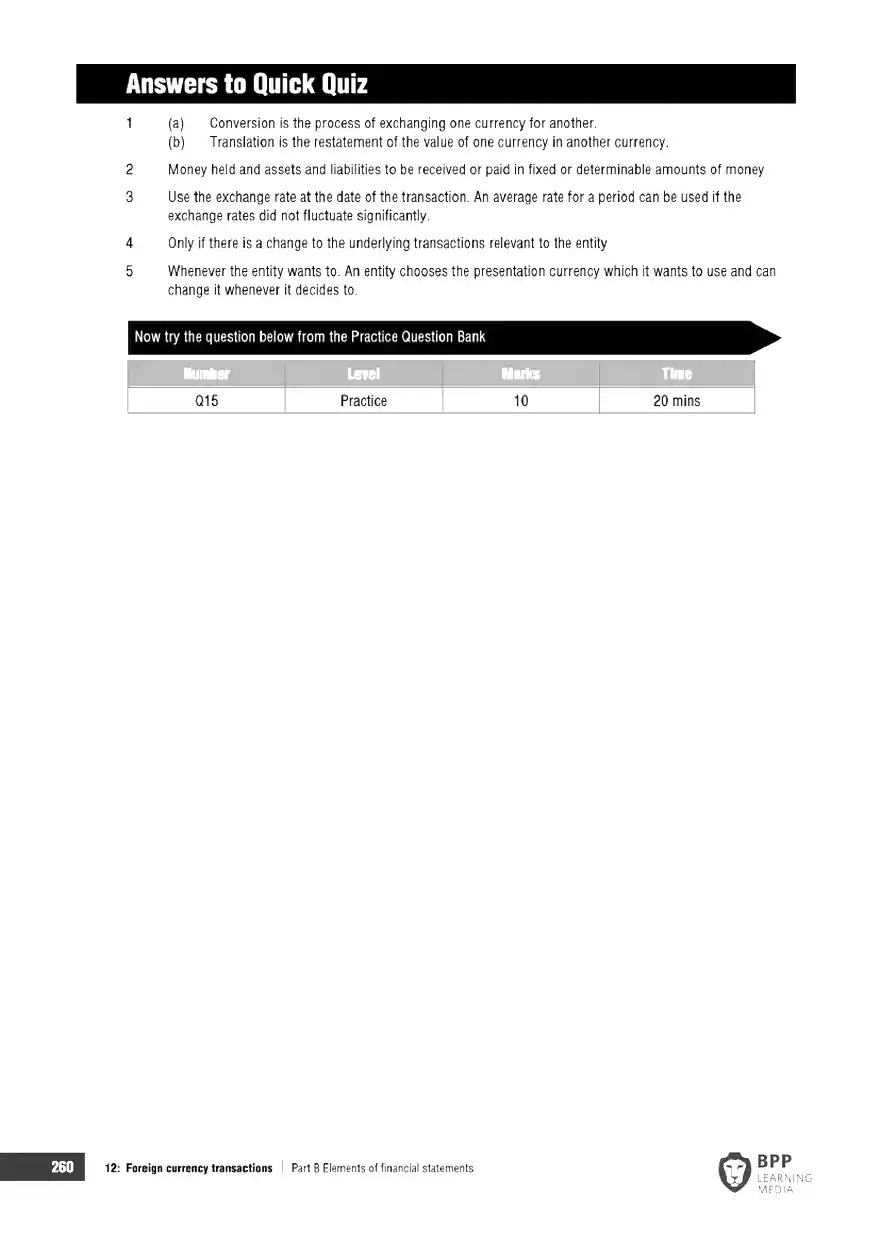 Answers to Quick Quiz
1 (a) Conversion is the process of exchanging one currency for another.
(b) Translation is the restatement of the value of one currency in another currency.
2 Money held and assets and liabilities to be received or paid in fixed or determinable amounts of money
3 Use the exchange rate at the date of the transaction. An average rate for a period can be used if the
exchange rates did not fluctuate significantly.
4 Only if there is a change to the underlying transactions relevant to the entity
5 Whenever the entity wants to. An entity chooses the presentation currency which it wants to use and can
change it whenever it decides to.
Now try the question below from the Practice Question Bank
Number Level Marks Time
Q15 Practice 10 20 mins
260 12: Foreign currency transactions | Part B Elements of financial statements
BPP
LEARNING
MEDIA